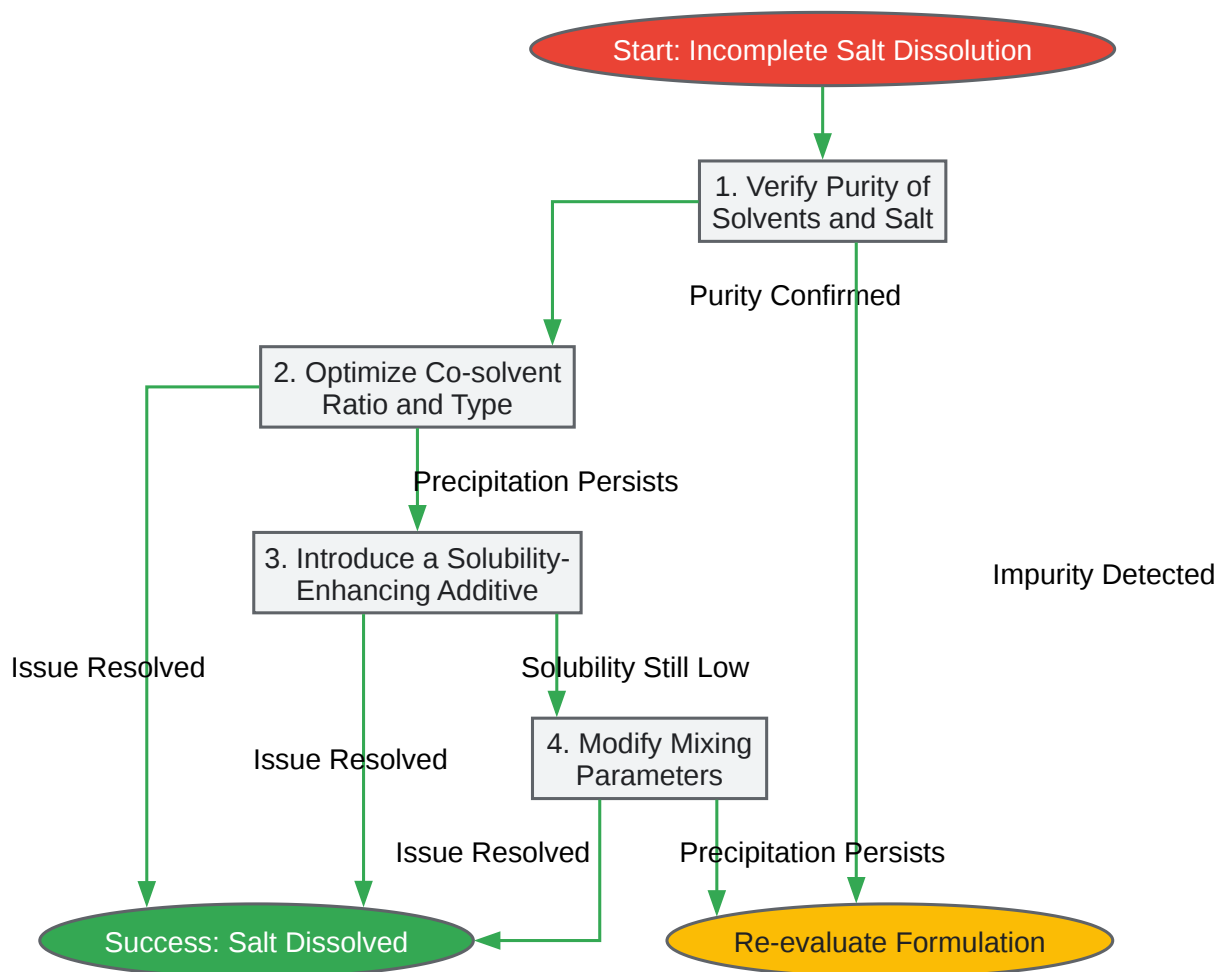 Start: Incomplete Salt Dissolution
1. Verify Purity of
Solvents and Salt
Purity Confirmed
2. Optimize Co-solvent
Ratio and Type
Precipitation Persists
3. Introduce a Solubility-
Enhancing Additive
Impurity Detected
Issue Resolved
Solubility Still Low
4. Modify Mixing
Parameters
Issue Resolved
Issue Resolved
Precipitation Persists
Success: Salt Dissolved
Re-evaluate Formulation